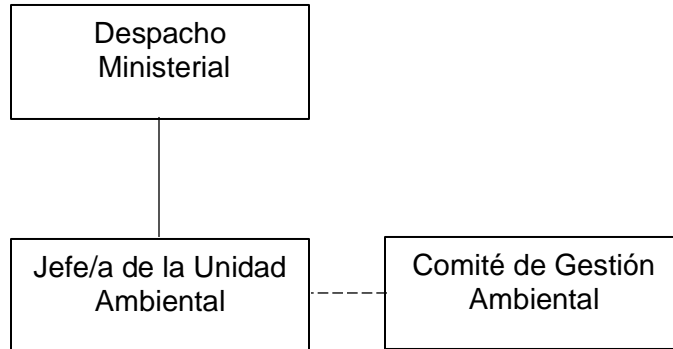 Despacho
Ministerial
Jefe/a de la Unidad
Ambiental
Comité de Gestión
Ambiental